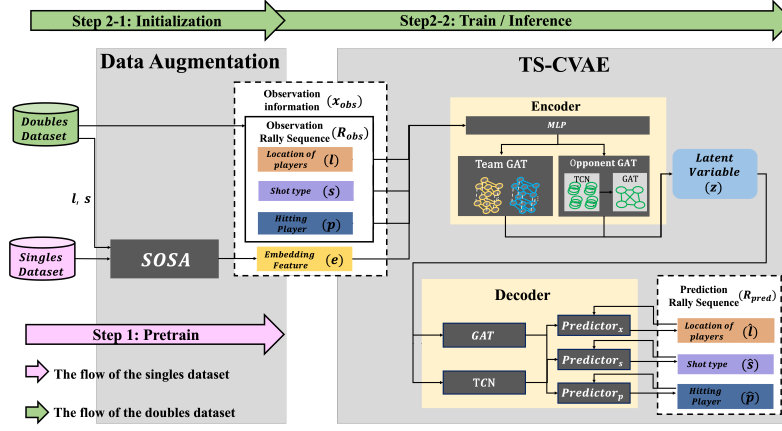 Step 2-1: Initialization
Step2-2: Train / Inference
Data Augmentation
TS-CVAE
Doubles
Dataset
l, s
Singles
Dataset
SOSA
Observation
information (x_obs)
Observation
Rally Sequence (R_obs)
Location of
players (l)
Shot type (s)
Hitting
Player (p)
Embedding
Feature (e)
Encoder
MLP
Team GAT
Opponent GAT
TCN
GAT
Latent
Variable
(z)
Decoder
GAT
TCN
Predictor_x
Predictor_s
Predictor_p
Prediction
Rally Sequence (R_pred)
Location of
players (l̂)
Shot type (ŝ)
Hitting
Player (p̂)
Step 1: Pretrain
The flow of the singles dataset
The flow of the doubles dataset